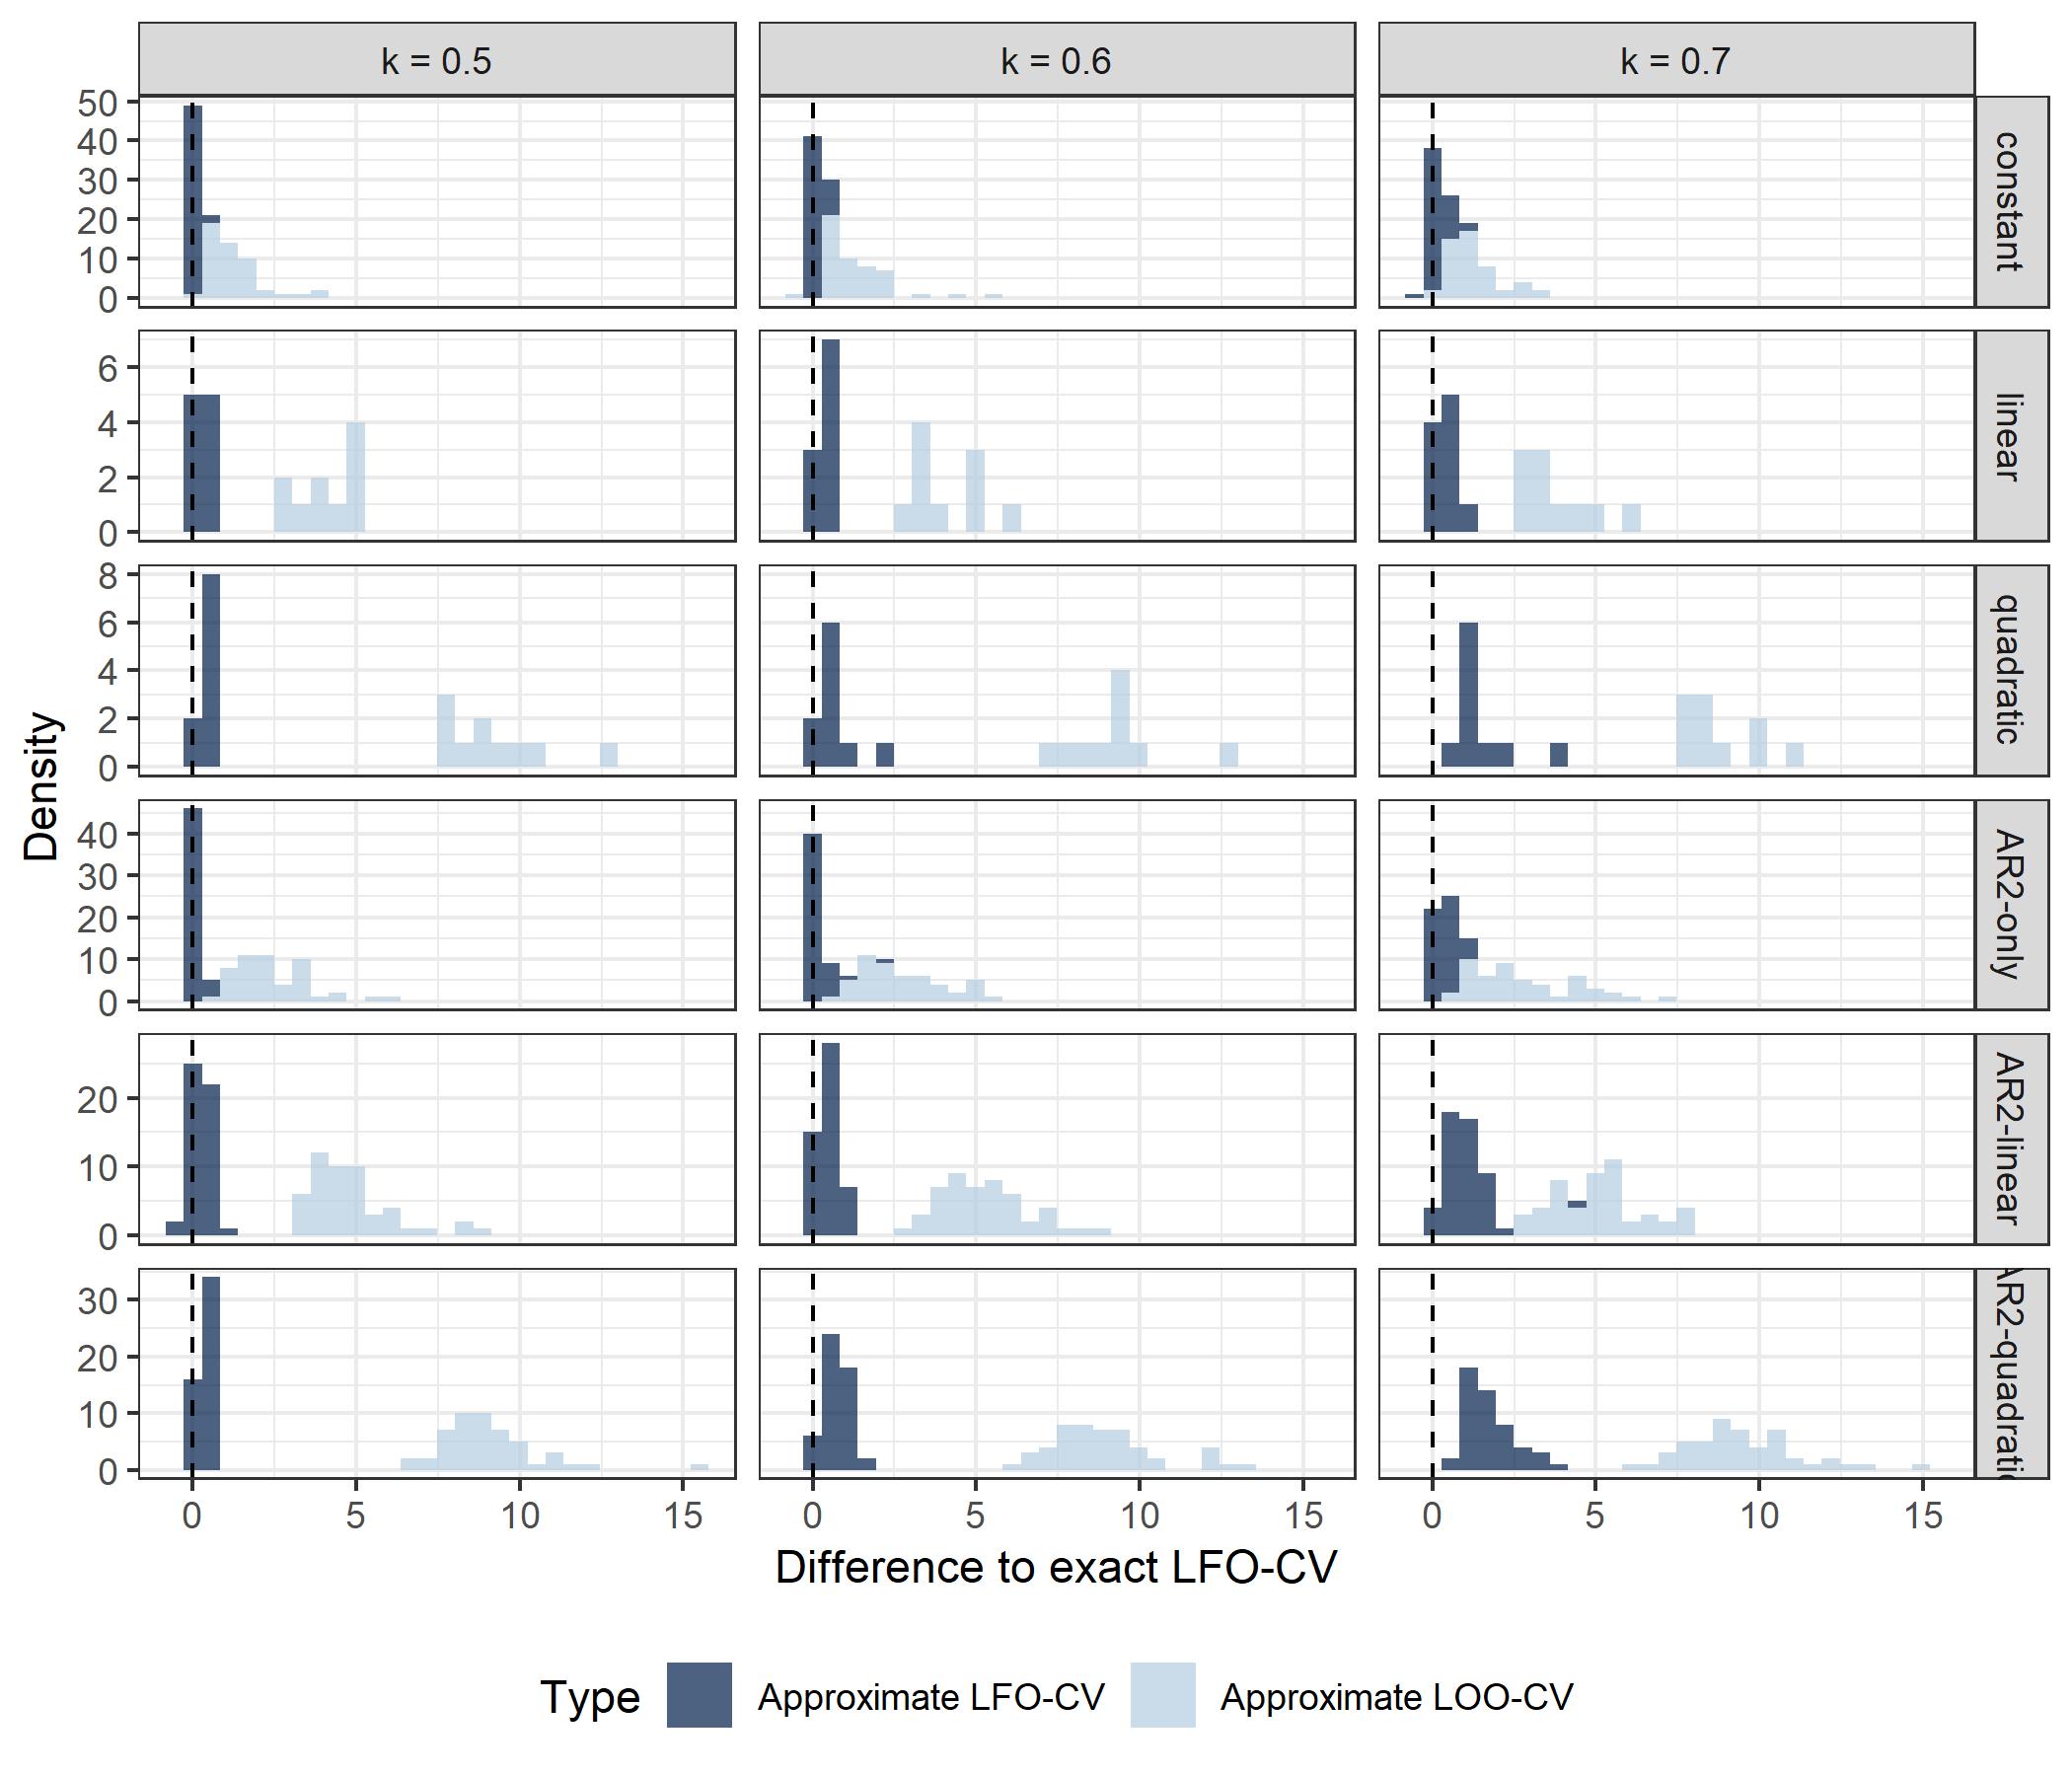 k = 0.5
k = 0.6
k = 0.7
50
40
30
20
10
0
constant
6
4
2
0
linear
8
6
4
2
0
quadratic
Density
40
30
20
10
0
AR2-only
20
10
0
AR2-linear
30
20
10
0
AR2-quadratic
0 5 10 15
0 5 10 15
0 5 10 15
Difference to exact LFO-CV
Type Approximate LFO-CV Approximate LOO-CV